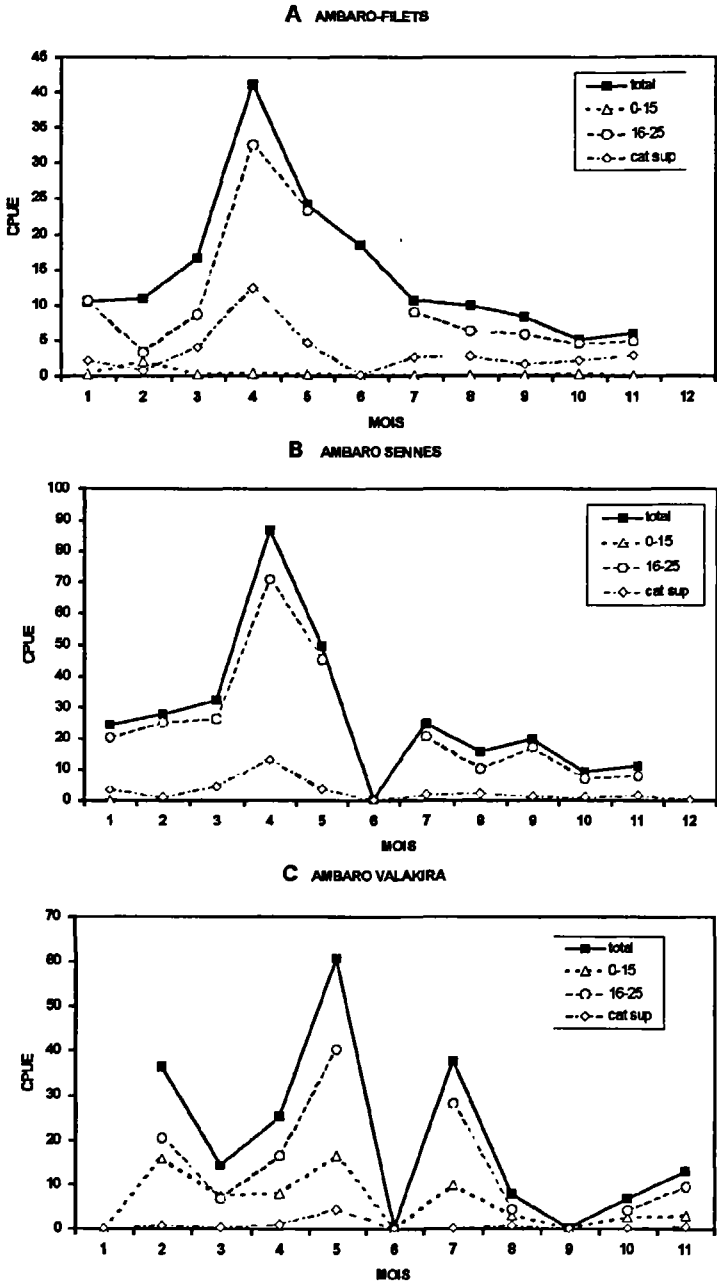 A AMBARO-FILETS
45
40
35
30
25
20
15
10
5
0
CPUE
total
0-15
16-25
cat sup
1 2 3 4 5 6 7 8 9 10 11 12
MOIS
B AMBARO SENNES
100
90
80
70
60
50
40
30
20
10
0
CPUE
total
0-15
16-25
cat sup
1 2 3 4 5 6 7 8 9 10 11 12
MOIS
C AMBARO VALAKIRA
70
60
50
40
30
20
10
0
CPUE
total
0-15
16-25
cat sup
1 2 3 4 5 6 7 8 9 10 11
MOIS